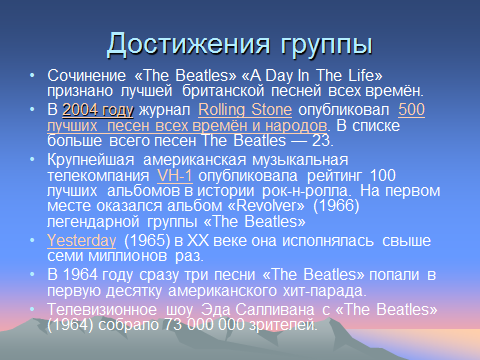 Достижения группы
• Сочинение «The Beatles» «A Day In The Life»
признано лучшей британской песней всех времён.
• В 2004 году журнал Rolling Stone опубликовал 500
лучших песен всех времён и народов. В списке
больше всего песен The Beatles — 23.
• Крупнейшая американская музыкальная
телекомпания VH-1 опубликовала рейтинг 100
лучших альбомов в истории рок-н-ролла. На первом
месте оказался альбом «Revolver» (1966)
легендарной группы «The Beatles»
• Yesterday (1965) в XX веке она исполнялась свыше
семи миллионов раз.
• В 1964 году сразу три песни «The Beatles» попали в
первую десятку американского хит-парада.
• Телевизионное шоу Эда Салливана с «The Beatles»
(1964) собрало 73 000 000 зрителей.